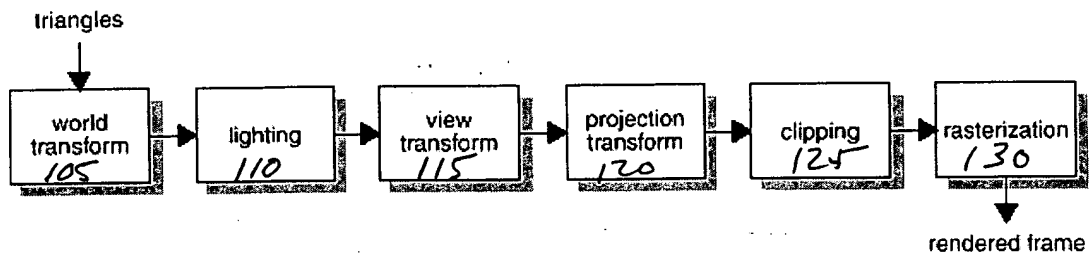 triangles
world
transform
105
lighting
110
view
transform
115
projection
transform
120
clipping
125
rasterization
130
rendered frame